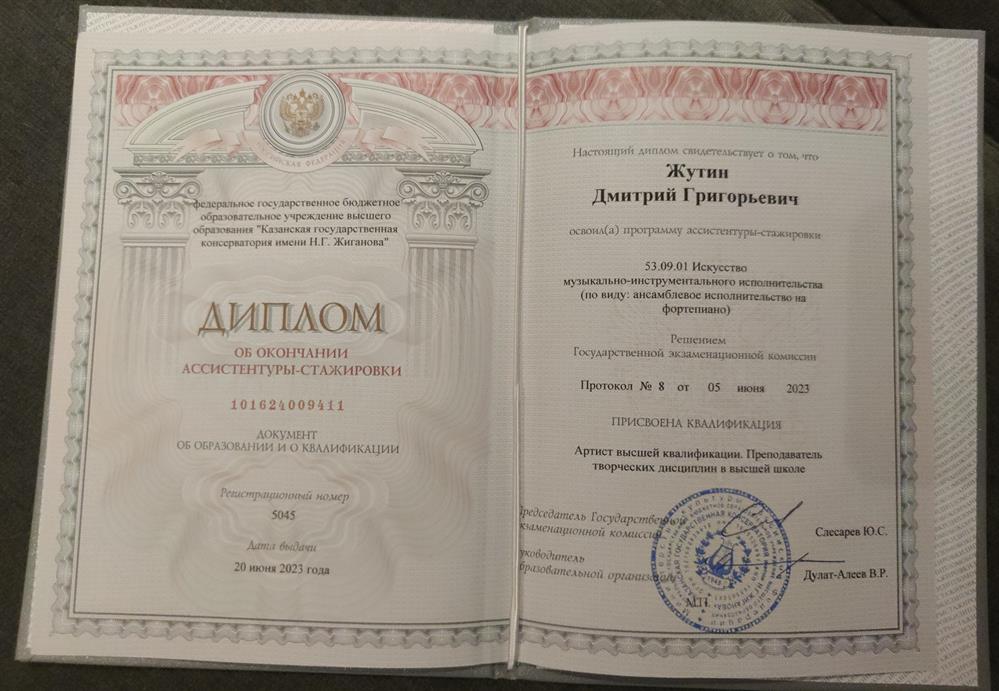 РОССИЙСКАЯ ФЕДЕРАЦИЯ
федеральное государственное бюджетное
образовательное учреждение высшего
образования "Казанская государственная
консерватория имени Н.Г. Жиганова"
ДИПЛОМ
ОБ ОКОНЧАНИИ
АССИСТЕНТУРЫ-СТАЖИРОВКИ
101624009411
ДОКУМЕНТ
ОБ ОБРАЗОВАНИИ И О КВАЛИФИКАЦИИ
Регистрационный номер
5045
Дата выдачи
20 июня 2023 года
Настоящий диплом свидетельствует о том, что
Жутин
Дмитрий Григорьевич
освоил(а) программу ассистентуры-стажировки
53.09.01 Искусство
музыкально-инструментального исполнительства
(по виду: ансамблевое исполнительство на
фортепиано)
Решением
Государственной экзаменационной комиссии
Протокол № 8 от 05 июня 2023
ПРИСВОЕНА КВАЛИФИКАЦИЯ
Артист высшей квалификации. Преподаватель
творческих дисциплин в высшей школе
Председатель Государственной
экзаменационной комиссии
Слесарев Ю.С.
уководитель
бразовательной организации
Дулат-Алеев В.Р.
М.П.